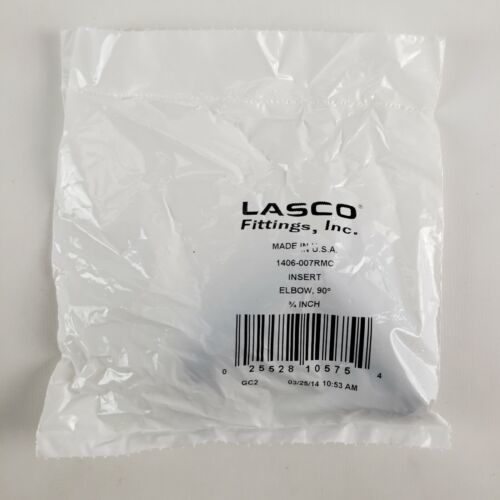 LASCO®
Fittings, Inc.
MADE IN U.S.A.
1406-007RMC
INSERT
ELBOW, 90°
¾ INCH
0 25528 10575 4
GC2 03/25/14 10:53 AM